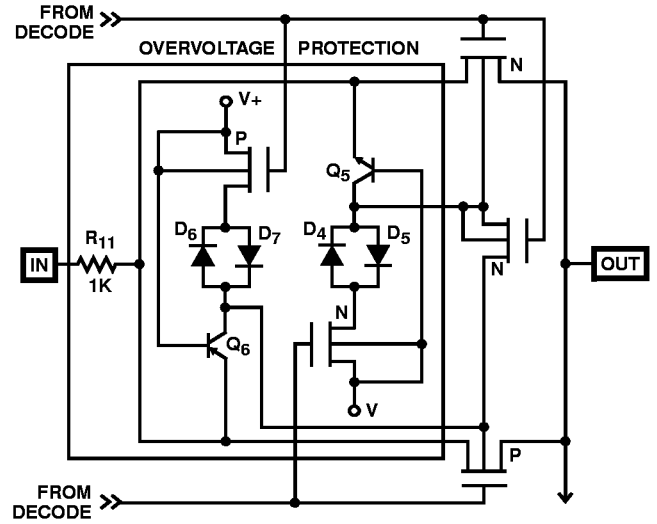 FROM
DECODE
OVERVOLTAGE PROTECTION
N
V+
P
Q5
D6
D7
D4
D5
R11
IN
1K
N
OUT
N
Q6
V
P
FROM
DECODE